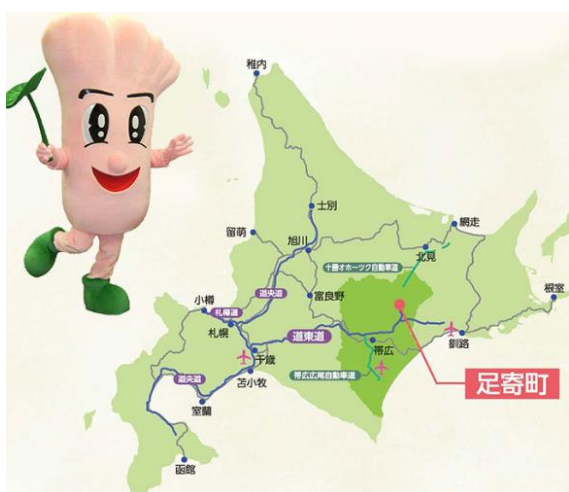 稚内
士別
留萌
旭川
網走
北見
十勝オホーツク自動車道
道央道
富良野
小樽
札樽道
札幌
根室
道東道
千歳
帯広
釧路
道央道
苫小牧
帯広広尾自動車道
足寄町
室蘭
函館